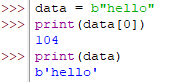 >>> data = b"hello"
>>> print(data[0])
104
>>> print(data)
b'hello'